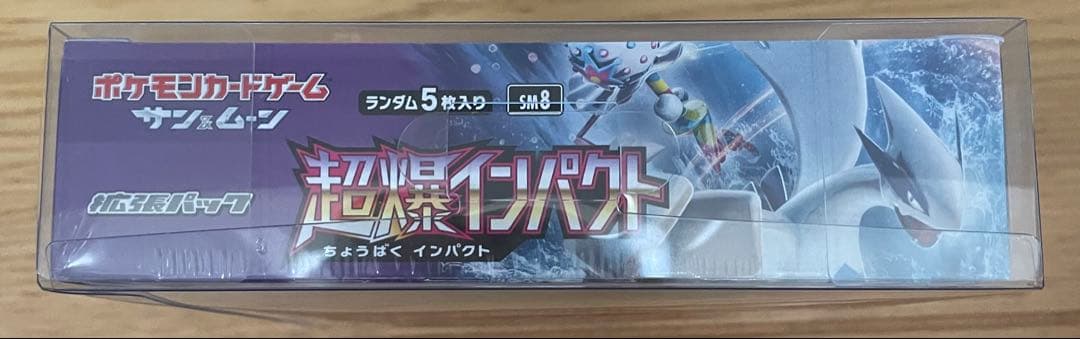 ポケモンカードゲーム
サン&ムーン
拡張パック
ランダム5枚入り SM8
超爆インパクト
ちょうばく インパクト